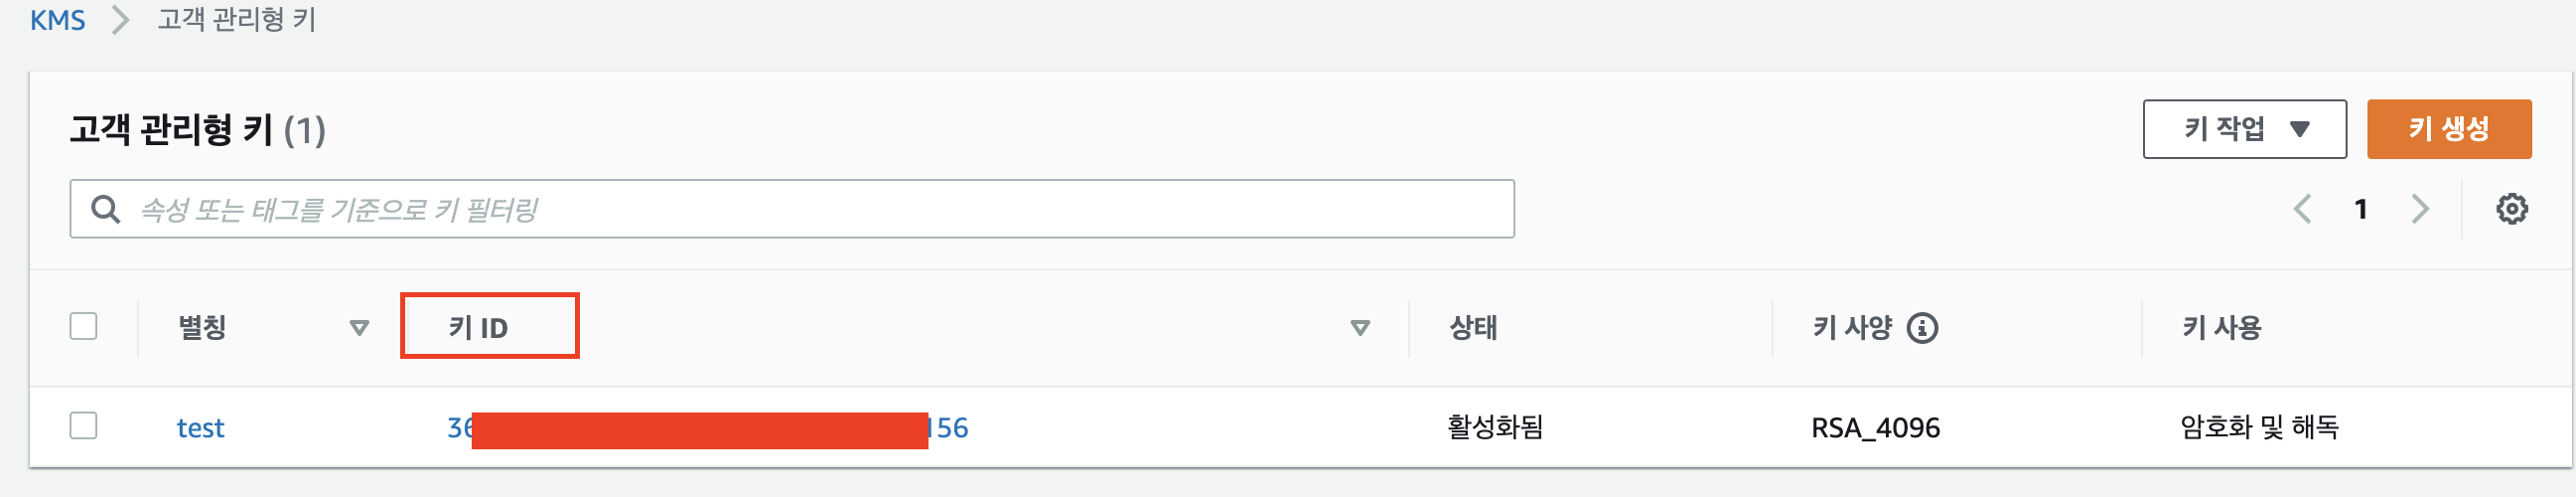 KMS > 고객 관리형 키
고객 관리형 키 (1)
키 작업
키 생성
속성 또는 태그를 기준으로 키 필터링
1
별칭 키 ID 상태 키 사양 키 사용
test 36 156 활성화됨 RSA_4096 암호화 및 해독